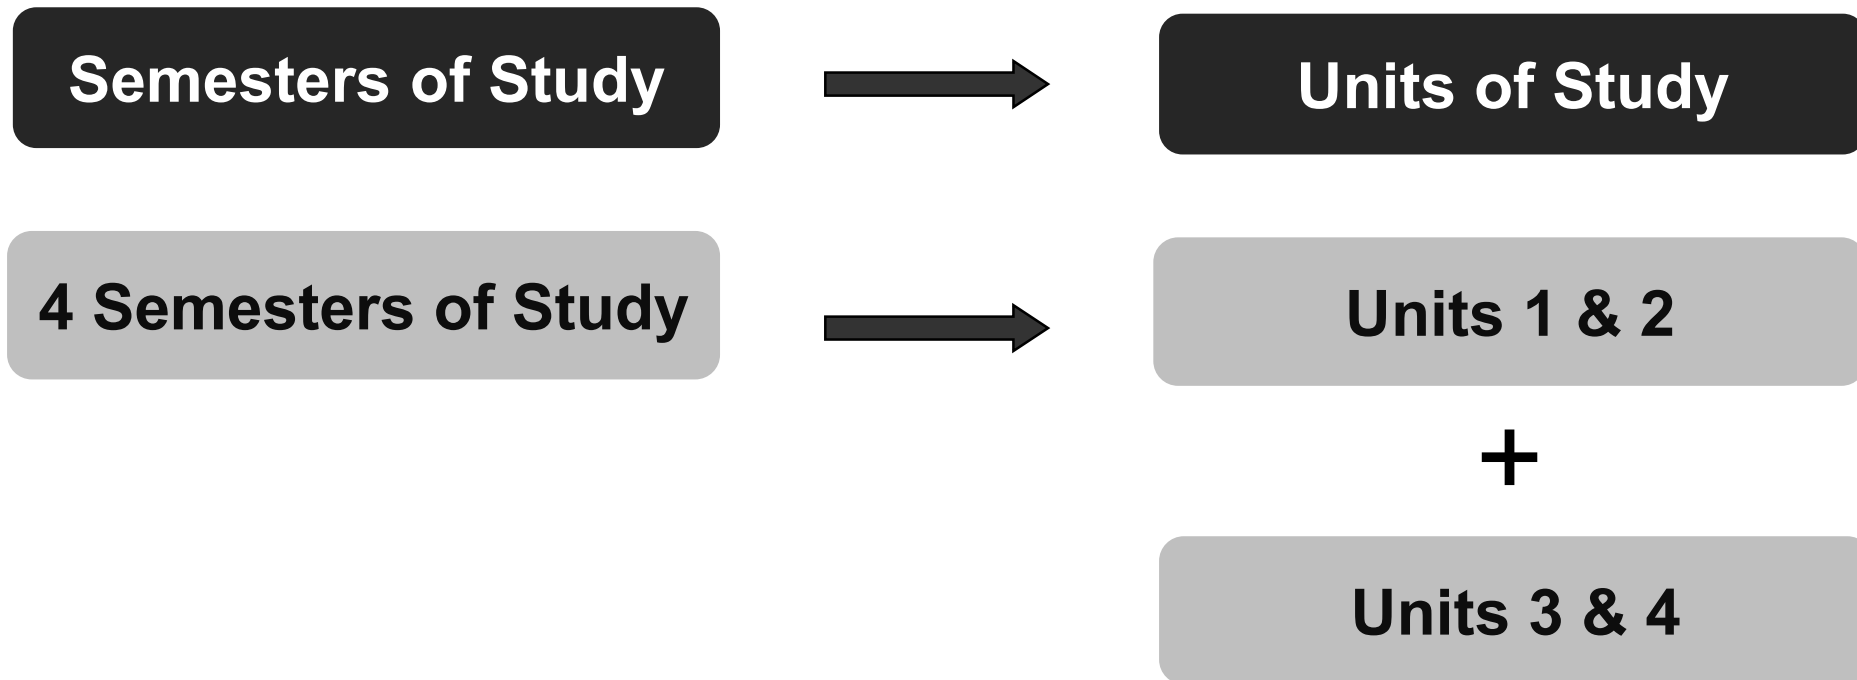 Semesters of Study
Units of Study
4 Semesters of Study
Units 1 & 2
+
Units 3 & 4